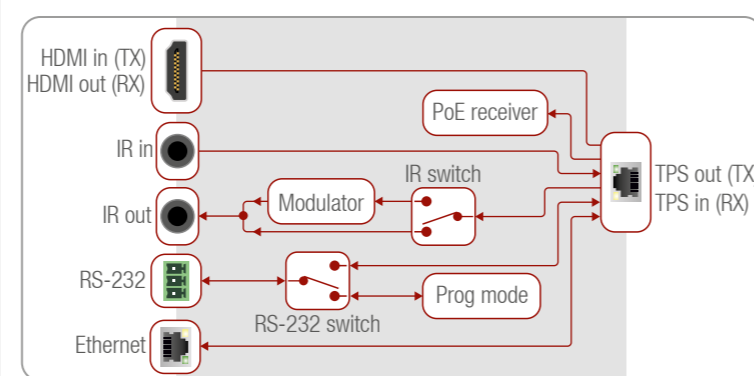 HDMI in (TX)
HDMI out (RX)
PoE receiver
IR in
IR switch
TPS out (TX
TPS in (RX)
IR out
Modulator
RS-232
Prog mode
RS-232 switch
Ethernet